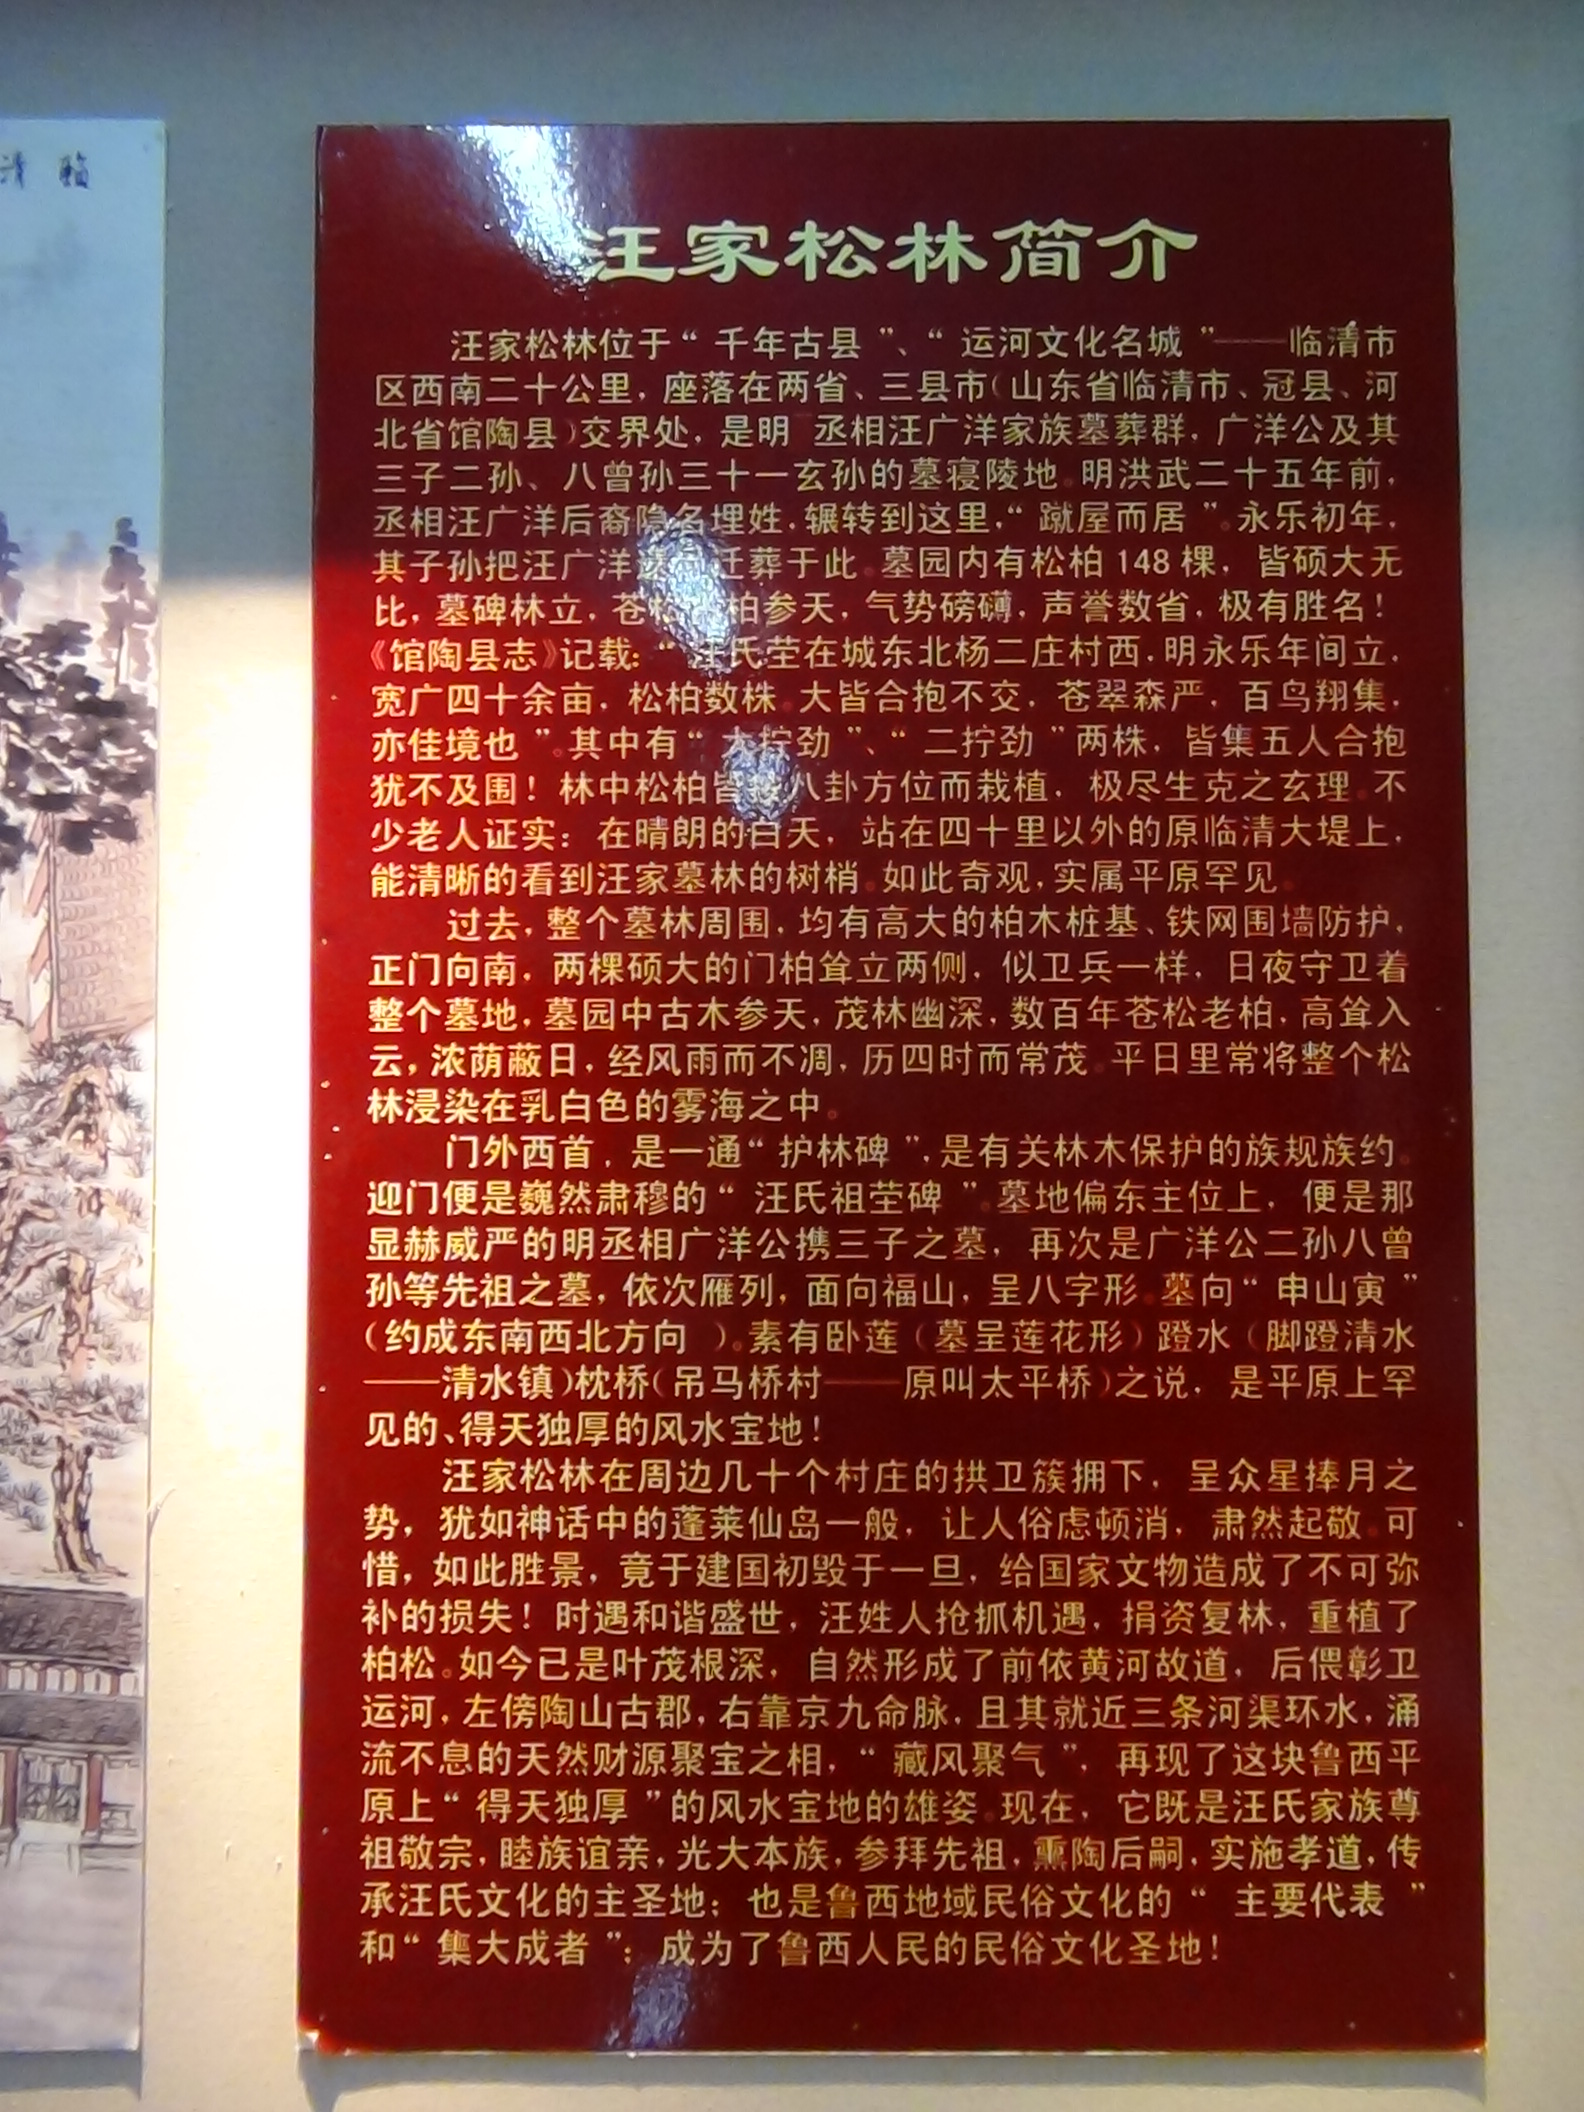 清 臨
汪家松林简介
汪家松林位于“千年古县”、“运河文化名城”——临清市
区西南二十公里，座落在两省、三县市（山东省临清市、冠县、河
北省馆陶县）交界处，是明 丞相汪广洋家族墓葬群，广洋公及其
三子二孙、八曾孙三十一玄孙的墓寝陵地。明洪武二十五年前，
丞相汪广洋后裔隐名埋姓，辗转到这里，“蹴屋而居”。永乐初年，
其子孙把汪广洋迁葬于此。墓园内有松柏148棵，皆硕大无
比，墓碑林立，苍松柏参天，气势磅礴，声誉数省，极有胜名！
《馆陶县志》记载：“汪氏茔在城东北杨二庄村西，明永乐年间立，
宽广四十余亩，松柏数株。大皆合抱不交，苍翠森严，百鸟翔集，
亦佳境也”。其中有“大拧劲”、“二拧劲”两株，皆集五人合抱
犹不及围！林中松柏皆八卦方位而栽植，极尽生克之玄理。不
少老人证实：在晴朗的白天，站在四十里以外的原临清大堤上，
能清晰的看到汪家墓林的树梢。如此奇观，实属平原罕见。
过去，整个墓林周围，均有高大的柏木桩基、铁网围墙防护，
正门向南，两棵硕大的门柏耸立两侧，似卫兵一样，日夜守卫着
整个墓地，墓园中古木参天，茂林幽深，数百年苍松老柏，高耸入
云，浓荫蔽日，经风雨而不凋，历四时而常茂。平日里常将整个松
林浸染在乳白色的雾海之中。
门外西首，是一通“护林碑”，是有关林木保护的族规族约。
迎门便是巍然肃穆的“汪氏祖茔碑”。墓地偏东主位上，便是那
显赫威严的明丞相广洋公携三子之墓，再次是广洋公二孙八曾
孙等先祖之墓，依次雁列，面向福山，呈八字形。墓向“申山寅”
（约成东南西北方向）。素有卧莲（墓呈莲花形）蹬水（脚蹬清水
——清水镇）枕桥（吊马桥村——原叫太平桥）之说，是平原上罕
见的、得天独厚的风水宝地！
汪家松林在周边几十个村庄的拱卫簇拥下，呈众星捧月之
势，犹如神话中的蓬莱仙岛一般，让人俗虑顿消，肃然起敬。可
惜，如此胜景，竟于建国初毁于一旦，给国家文物造成了不可弥
补的损失！时遇和谐盛世，汪姓人抢抓机遇，捐资复林，重植了
柏松。如今已是叶茂根深，自然形成了前依黄河故道，后偎彰卫
运河，左傍陶山古郡，右靠京九命脉，且其就近三条河渠环水，涌
流不息的天然财源聚宝之相，“藏风聚气”，再现了这块鲁西平
原上“得天独厚”的风水宝地的雄姿。现在，它既是汪氏家族尊
祖敬宗，睦族谊亲，光大本族，参拜先祖，熏陶后嗣，实施孝道，传
承汪氏文化的主圣地；也是鲁西地域民俗文化的“主要代表”
和“集大成者”；成为了鲁西人民的民俗文化圣地！